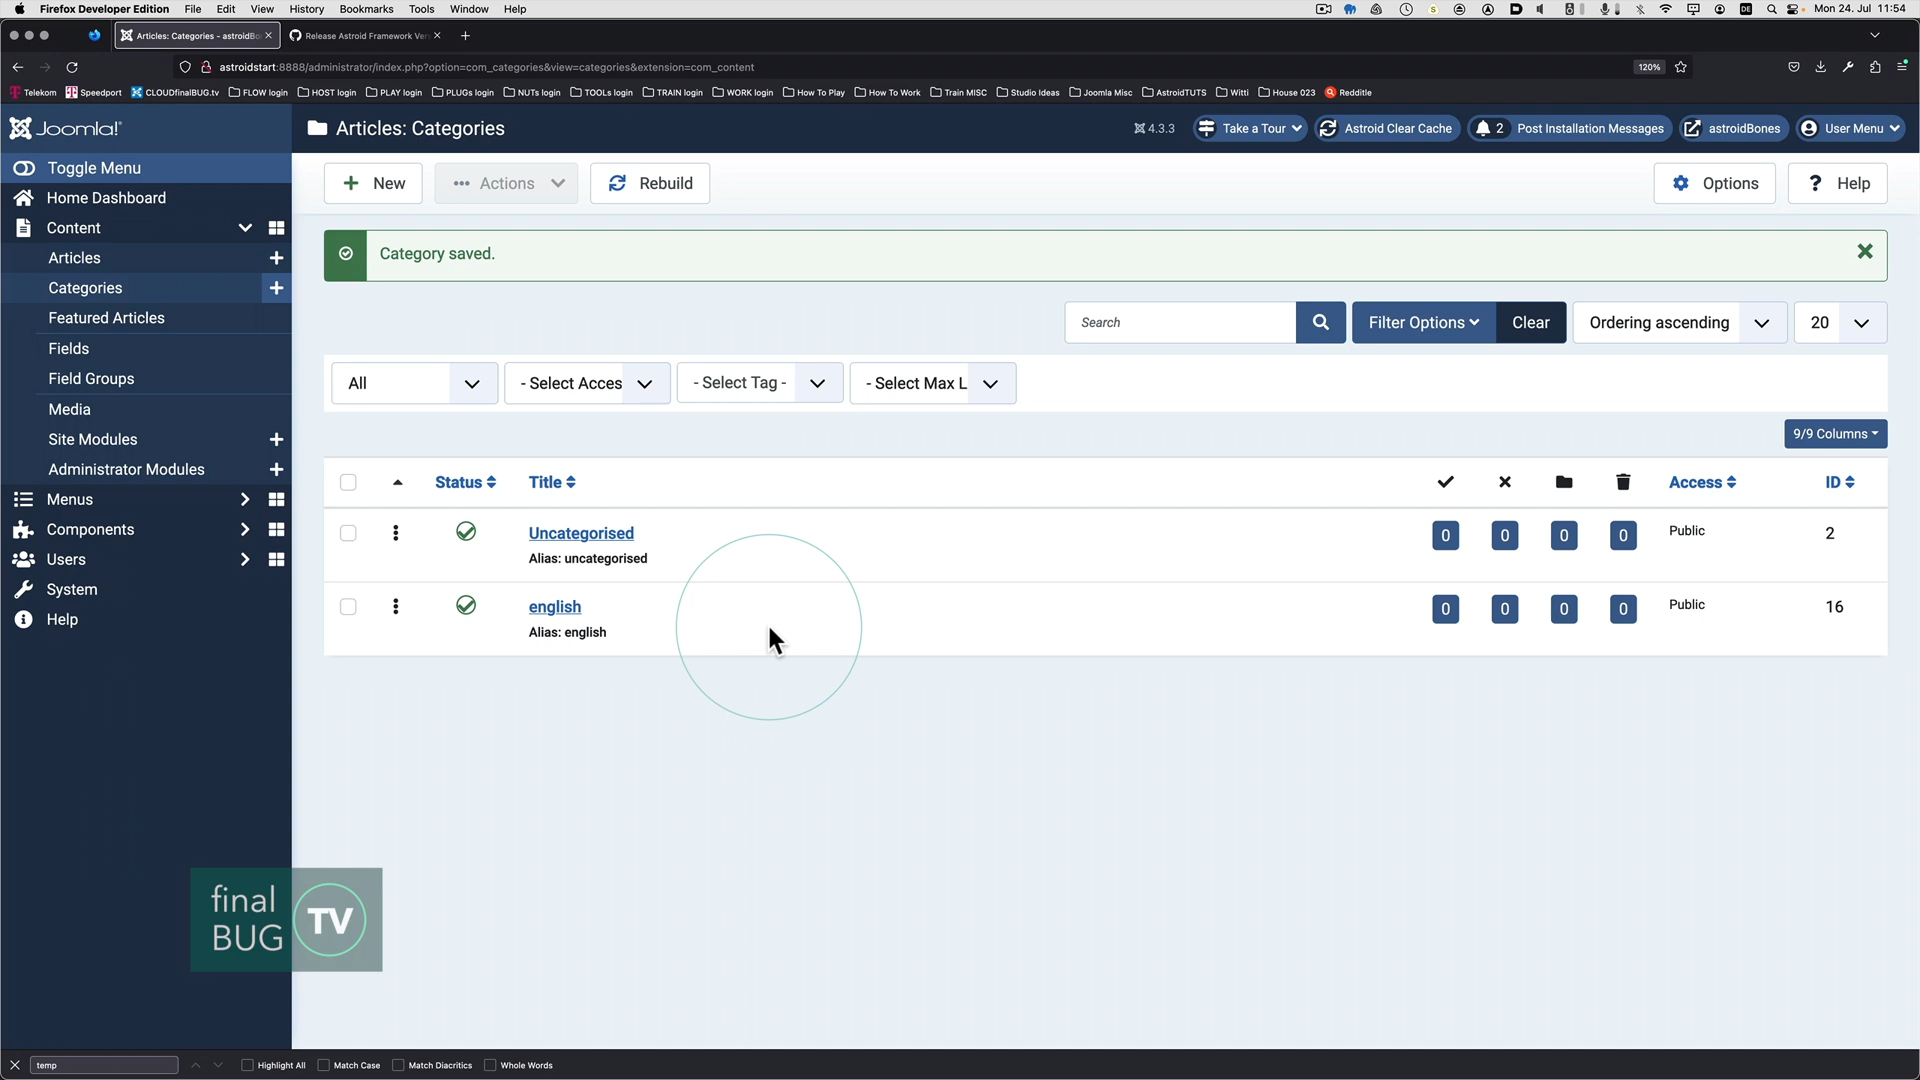 Firefox Developer Edition File Edit View History Bookmarks Tools Window Help Mon 24. Jul 11:54
Articles: Categories - astroidBo Release Astroid Framework Ver
astroidstart:8888/administrator/index.php?option=com_categories&view=categories&extension=com_content 120%
Telekom Speedport CLOUDfinalBUG.tv FLOW login HOST login PLAY login PLUGs login NUTs login TOOLs login TRAIN login WORK login How To Play How To Work Train MISC Studio Ideas Joomla Misc AstroidTUTS Witti House 023 Redditle
Joomla! Articles: Categories 4.3.3 Take a Tour Astroid Clear Cache 2 Post Installation Messages astroidBones User Menu
Toggle Menu
Home Dashboard
Content
Articles
Categories
Featured Articles
Fields
Field Groups
Media
Site Modules
Administrator Modules
Menus
Components
Users
System
Help
New Actions Rebuild Options Help
Category saved.
Search Filter Options Clear Ordering ascending 20
All - Select Acces - Select Tag - - Select Max L
9/9 Columns
Status Title Access ID
Uncategorised 0 0 0 0 Public 2
Alias: uncategorised
english 0 0 0 0 Public 16
Alias: english
final
BUG TV
temp Highlight All Match Case Match Diacritics Whole Words